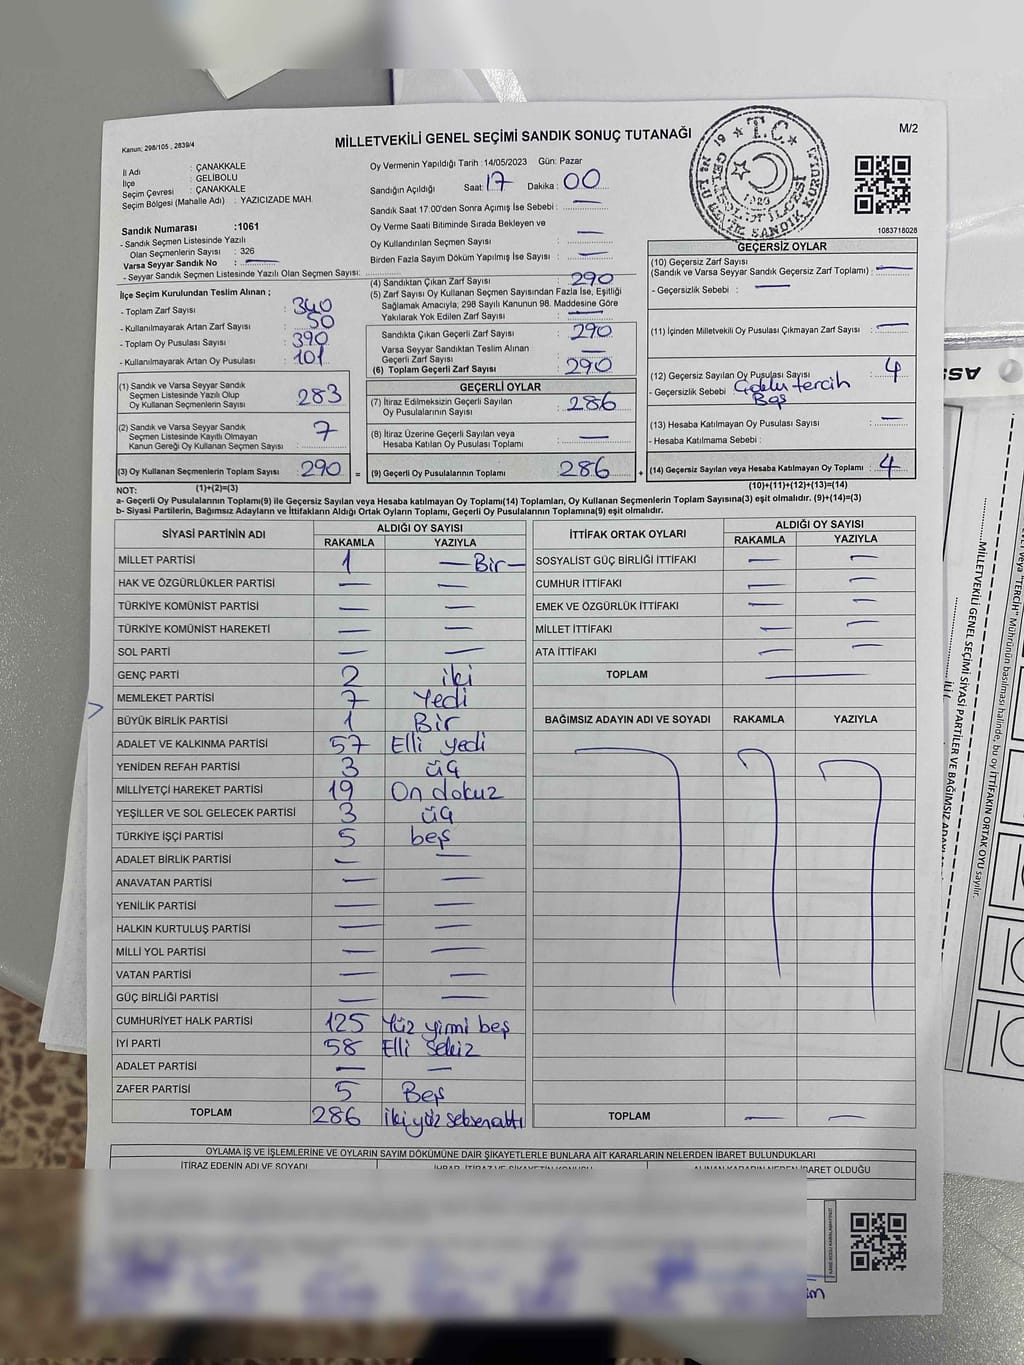 Kanun; 298/105 , 2839/4
MİLLETVEKİLİ GENEL SEÇİMİ SANDIK SONUÇ TUTANAĞI
M/2
İl Adı : ÇANAKKALE
İlçe : GELİBOLU
Seçim Çevresi : ÇANAKKALE
Seçim Bölgesi (Mahalle Adı) : YAZICIZADE MAH.
Oy Vermenin Yapıldığı Tarih : 14/05/2023 Gün: Pazar
Sandığın Açıldığı Saat: 17 Dakika : 00
Sandık Saat 17:00'den Sonra Açımış İse Sebebi : —
Oy Verme Saati Bitiminde Sırada Bekleyen ve
Oy Kullandırılan Seçmen Sayısı —
Birden Fazla Sayım Döküm Yapılmış İse Sayısı : —
T.C.
1083718028
Sandık Numarası :1061
- Sandık Seçmen Listesinde Yazılı
Olan Seçmenlerin Sayısı : 326
Varsa Seyyar Sandık No : —
- Seyyar Sandık Seçmen Listesinde Yazılı Olan Seçmen Sayısı:
İlçe Seçim Kurulundan Teslim Alınan ;
- Toplam Zarf Sayısı : 340
- Kullanılmayarak Artan Zarf Sayısı : 50
- Toplam Oy Pusulası Sayısı : 390
- Kullanılmayarak Artan Oy Pusulası : 101
(1) Sandık ve Varsa Seyyar Sandık
Seçmen Listesinde Yazılı Olup
Oy Kullanan Seçmenlerin Sayısı : 283
(2) Sandık ve Varsa Seyyar Sandık
Seçmen Listesinde Kayıtlı Olmayan
Kanun Gereği Oy Kullanan Seçmen Sayısı : 7
(3) Oy Kullanan Seçmenlerin Toplam Sayısı : 290
(1)+(2)=(3)
(4) Sandıktan Çıkan Zarf Sayısı : 290
(5) Zarf Sayısı Oy Kullanan Seçmen Sayısından Fazla İse, Eşitliği
Sağlamak Amacıyla; 298 Sayılı Kanunun 98. Maddesine Göre
Yakılarak Yok Edilen Zarf Sayısı : —
Sandıkta Çıkan Geçerli Zarf Sayısı : 290
Varsa Seyyar Sandıktan Teslim Alınan
Geçerli Zarf Sayısı : —
(6) Toplam Geçerli Zarf Sayısı : 290
GEÇERLİ OYLAR
(7) İtiraz Edilmeksizin Geçerli Sayılan
Oy Pusulalarının Sayısı : 286
(8) İtiraz Üzerine Geçerli Sayılan veya
Hesaba Katılan Oy Pusulası Toplamı : —
= (9) Geçerli Oy Pusulalarının Toplamı : 286 +
GEÇERSİZ OYLAR
(10) Geçersiz Zarf Sayısı
(Sandık ve Varsa Seyyar Sandık Geçersiz Zarf Toplamı) : —
- Geçersizlik Sebebi : —
(11) İçinden Milletvekili Oy Pusulası Çıkmayan Zarf Sayısı : —
(12) Geçersiz Sayılan Oy Pusulası Sayısı : 4
- Geçersizlik Sebebi : tercih
Boş
(13) Hesaba Katılmayan Oy Pusulası Sayısı : —
- Hesaba Katılmama Sebebi :
(14) Geçersiz Sayılan veya Hesaba Katılmayan Oy Toplamı : 4
(10)+(11)+(12)+(13)=(14)
NOT:
a- Geçerli Oy Pusulalarının Toplamı(9) ile Geçersiz Sayılan veya Hesaba katılmayan Oy Toplamı(14) Toplamları, Oy Kullanan Seçmenlerin Toplam Sayısına(3) eşit olmalıdır. (9)+(14)=(3)
b- Siyasi Partilerin, Bağımsız Adayların ve İttifakların Aldığı Ortak Oyların Toplamı, Geçerli Oy Pusulalarının Toplamına(9) eşit olmalıdır.
SİYASİ PARTİNİN ADI ALDIĞI OY SAYISI
RAKAMLA YAZIYLA
MİLLET PARTİSİ 1 — Bir —
HAK VE ÖZGÜRLÜKLER PARTİSİ — —
TÜRKİYE KOMÜNİST PARTİSİ — —
TÜRKİYE KOMÜNİST HAREKETİ — —
SOL PARTİ — —
GENÇ PARTİ 2 iki
MEMLEKET PARTİSİ 7 Yedi
BÜYÜK BİRLİK PARTİSİ 1 Bir
ADALET VE KALKINMA PARTİSİ 57 Elli yedi
YENİDEN REFAH PARTİSİ 3 üç
MİLLİYETÇİ HAREKET PARTİSİ 19 On dokuz
YEŞİLLER VE SOL GELECEK PARTİSİ 3 üç
TÜRKİYE İŞÇİ PARTİSİ 5 beş
ADALET BİRLİK PARTİSİ — —
ANAVATAN PARTİSİ — —
YENİLİK PARTİSİ — —
HALKIN KURTULUŞ PARTİSİ — —
MİLLİ YOL PARTİSİ — —
VATAN PARTİSİ — —
GÜÇ BİRLİĞİ PARTİSİ — —
CUMHURİYET HALK PARTİSİ 125 Yüz yirmi beş
İYİ PARTİ 58 Elli sekiz
ADALET PARTİSİ — —
ZAFER PARTİSİ 5 Beş
TOPLAM 286 iki yüz seksen altı
İTTİFAK ORTAK OYLARI ALDIĞI OY SAYISI
RAKAMLA YAZIYLA
SOSYALİST GÜÇ BİRLİĞİ İTTİFAKI — —
CUMHUR İTTİFAKI — —
EMEK VE ÖZGÜRLÜK İTTİFAKI — —
MİLLET İTTİFAKI — —
ATA İTTİFAKI — —
TOPLAM —
BAĞIMSIZ ADAYIN ADI VE SOYADI RAKAMLA YAZIYLA
TOPLAM — —
OYLAMA İŞ VE İŞLEMLERİNE VE OYLARIN SAYIM DÖKÜMÜNE DAİR ŞİKAYETLERLE BUNLARA AİT KARARLARIN NELERDEN İBARET BULUNDUKLARI
İTİRAZ EDENİN ADI VE SOYADI İHBAR, İTİRAZ VE ŞİKAYETİN KONUSU ALINAN KARARIN NEDEN İBARET OLDUĞU
MİLLETVEKİLİ GENEL SEÇİMİ SİYASİ PARTİLER VE BAĞIMSIZ
veya "TERCİH" Mührünün basılması halinde, bu oy İTTİFAKIN ORTAK OYU sayılır.